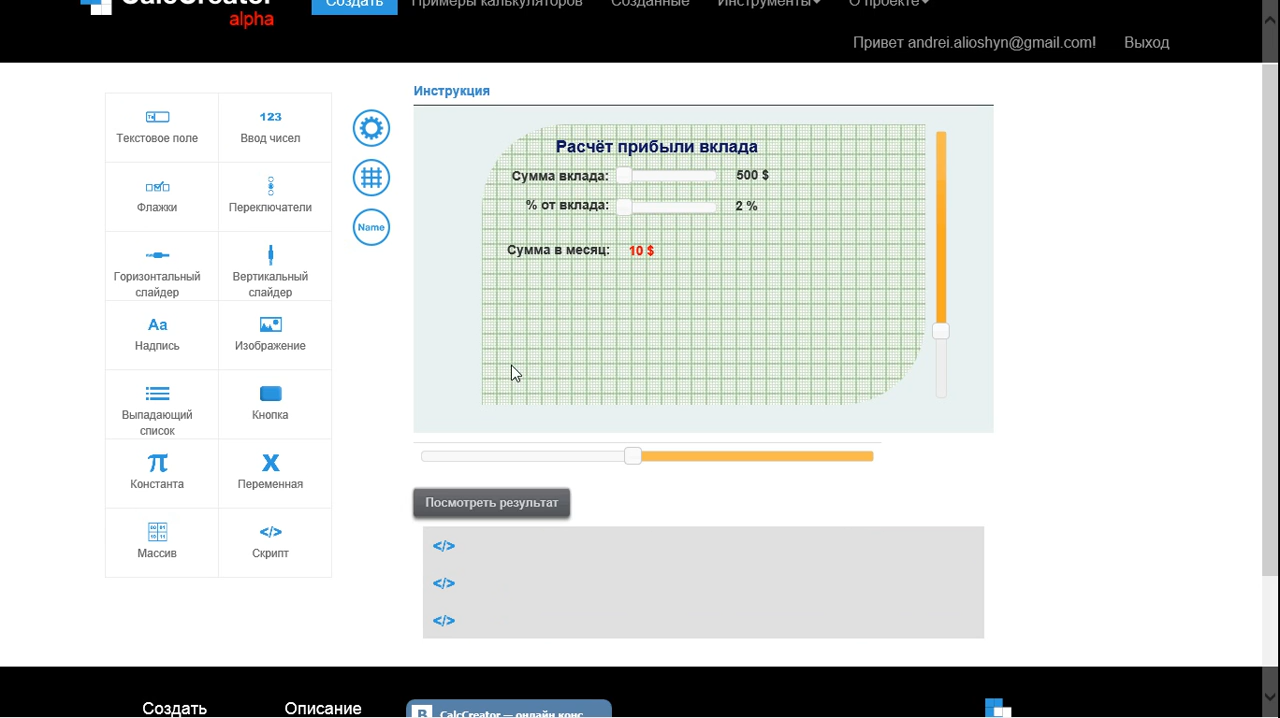 CalcCreator
alpha
Создать
Примеры калькуляторов
Созданные
Инструменты
О проекте
Привет andrei.alioshyn@gmail.com!
Выход
Текстовое поле
123
Ввод чисел
Флажки
Переключатели
Горизонтальный
слайдер
Вертикальный
слайдер
Aa
Надпись
Изображение
Выпадающий
список
Кнопка
π
Константа
X
Переменная
Массив
</>
Скрипт
Name
Инструкция
Расчёт прибыли вклада
Сумма вклада: 500 $
% от вклада: 2 %
Сумма в месяц: 10 $
Посмотреть результат
</>
</>
</>
Создать
Описание
B CalcCreator — онлайн конс